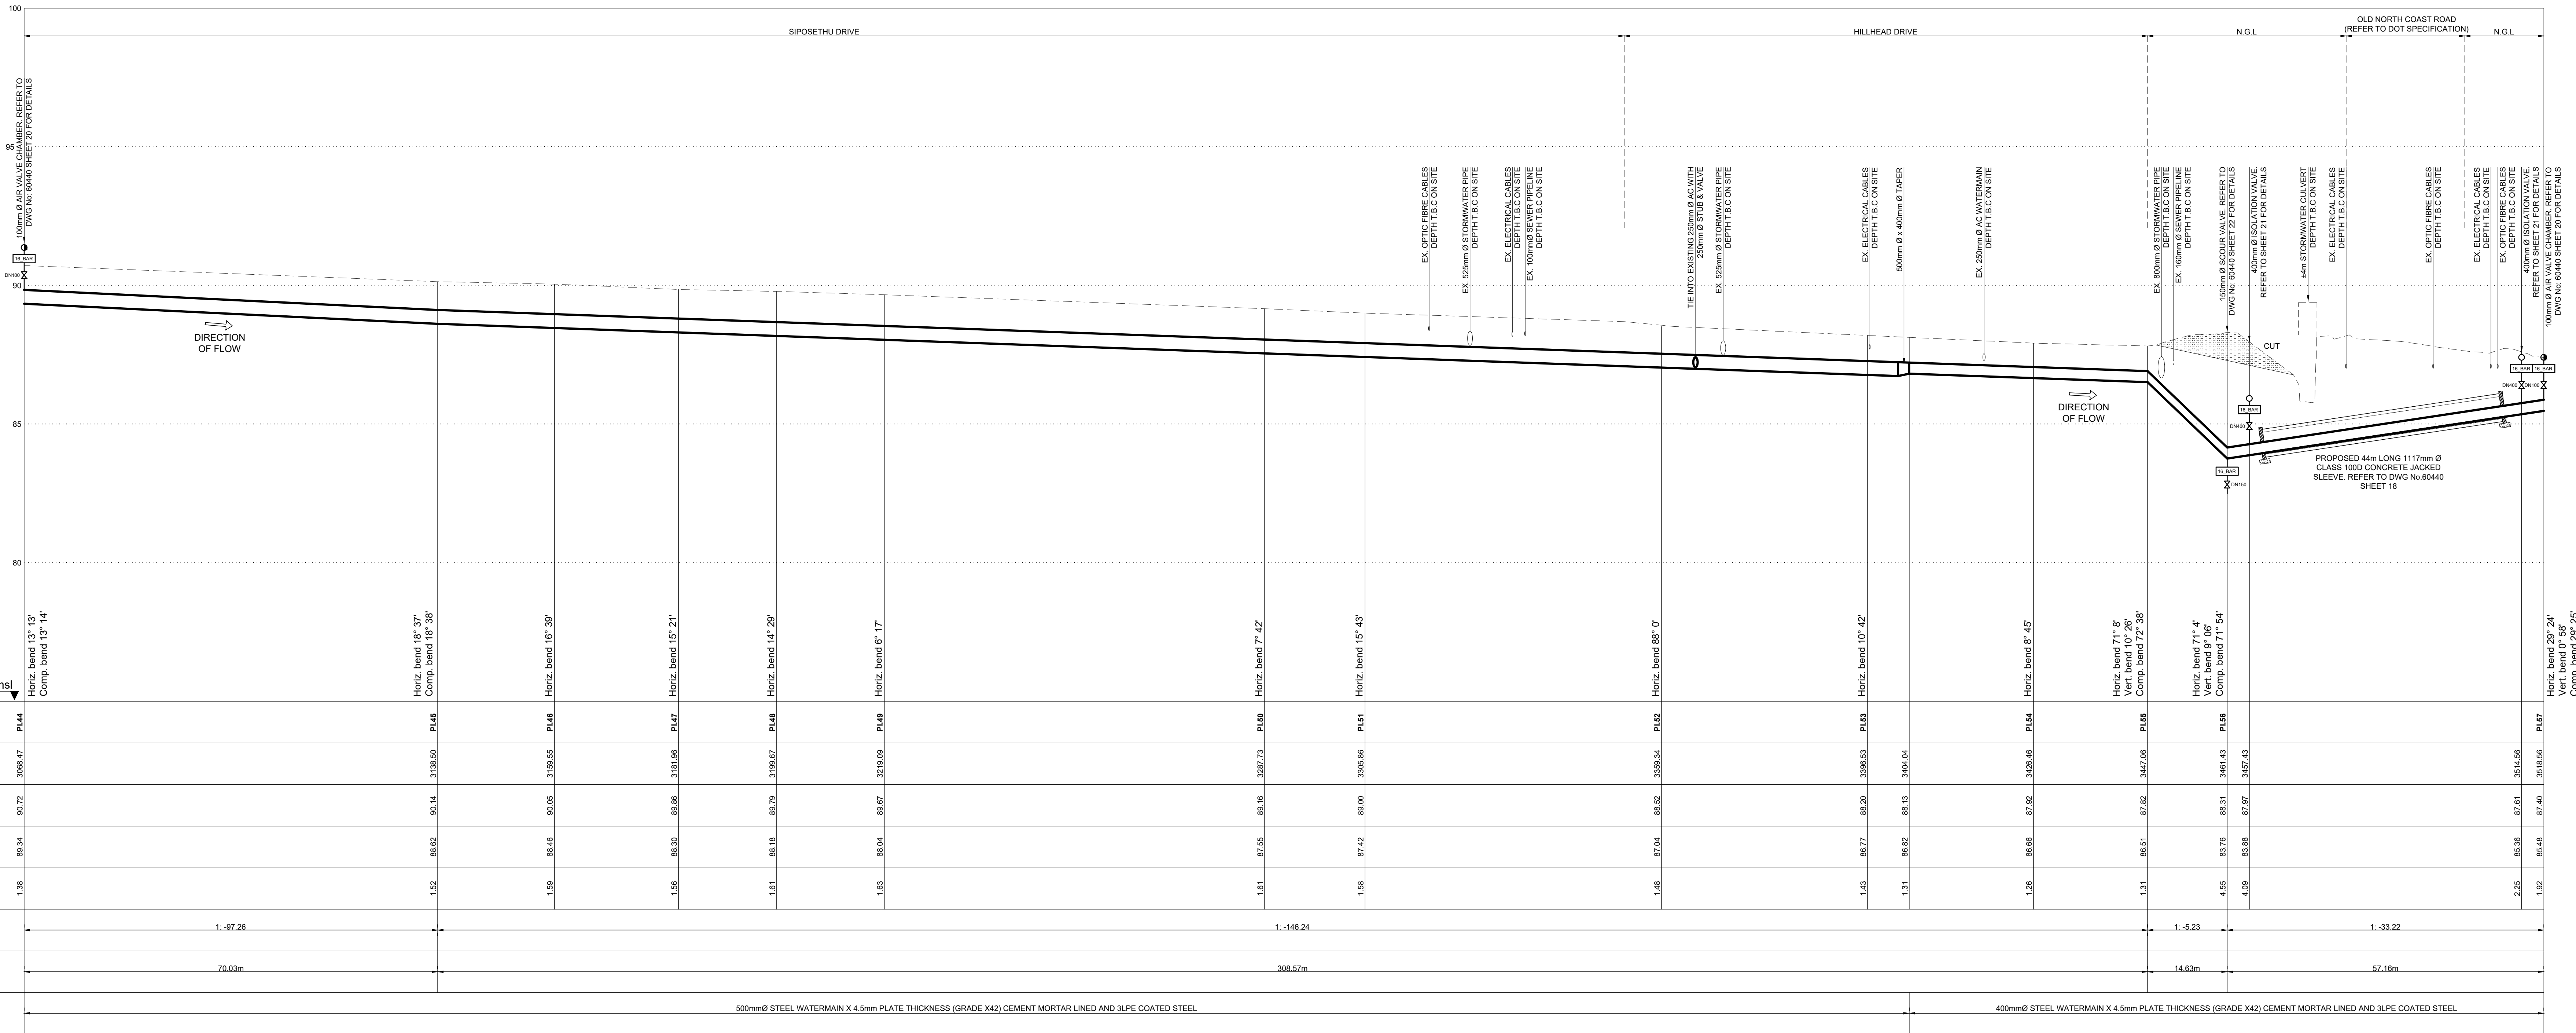 100
SIPOSETHU DRIVE
HILLHEAD DRIVE
N.G.L
OLD NORTH COAST ROAD
(REFER TO DOT SPECIFICATION)
N.G.L
95
90
85
80
100mm Ø AIR VALVE CHAMBER. REFER TO
DWG No: 60440 SHEET 20 FOR DETAILS
16_BAR
DN100
DIRECTION
OF FLOW
EX. OPTIC FIBRE CABLES
DEPTH T.B.C ON SITE
EX. 525mm Ø STORMWATER PIPE
DEPTH T.B.C ON SITE
EX. ELECTRICAL CABLES
DEPTH T.B.C ON SITE
EX. 100mmØ SEWER PIPELINE
DEPTH T.B.C ON SITE
TIE INTO EXISTING 250mm Ø AC WITH
250mm Ø STUB & VALVE
EX. 525mm Ø STORMWATER PIPE
DEPTH T.B.C ON SITE
EX. ELECTRICAL CABLES
DEPTH T.B.C ON SITE
500mm Ø x 400mm Ø TAPER
EX. 250mm Ø AC WATERMAIN
DEPTH T.B.C ON SITE
DIRECTION
OF FLOW
EX. 800mm Ø STORMWATER PIPE
DEPTH T.B.C ON SITE
EX. 160mm Ø SEWER PIPELINE
DEPTH T.B.C ON SITE
150mm Ø SCOUR VALVE. REFER TO
DWG No: 60440 SHEET 22 FOR DETAILS
400mm Ø ISOLATION VALVE.
REFER TO SHEET 21 FOR DETAILS
±4m STORMWATER CULVERT
DEPTH T.B.C ON SITE
EX. ELECTRICAL CABLES
DEPTH T.B.C ON SITE
EX. OPTIC FIBRE CABLES
DEPTH T.B.C ON SITE
EX. ELECTRICAL CABLES
DEPTH T.B.C ON SITE
EX. OPTIC FIBRE CABLES
DEPTH T.B.C ON SITE
400mm Ø ISOLATION VALVE.
REFER TO SHEET 21 FOR DETAILS
100mm Ø AIR VALVE CHAMBER. REFER TO
DWG No: 60440 SHEET 20 FOR DETAILS
CUT
16_BAR
16_BAR
DN400
DN100
16_BAR
DN400
16_BAR
DN150
PROPOSED 44m LONG 1117mm Ø
CLASS 100D CONCRETE JACKED
SLEEVE. REFER TO DWG No.60440
SHEET 18
Horiz. bend 13° 13'
Comp. bend 13° 14'
Horiz. bend 18° 37'
Comp. bend 18° 38'
Horiz. bend 16° 39'
Horiz. bend 15° 21'
Horiz. bend 14° 29'
Horiz. bend 6° 17'
Horiz. bend 7° 42'
Horiz. bend 15° 43'
Horiz. bend 88° 0'
Horiz. bend 10° 42'
Horiz. bend 8° 45'
Horiz. bend 71° 8'
Vert. bend 10° 26'
Comp. bend 72° 38'
Horiz. bend 71° 4'
Vert. bend 9° 06'
Comp. bend 71° 54'
Horiz. bend 29° 24'
Vert. bend 0° 58'
Comp. bend 29° 25'
PI.44 PI.45 PI.46 PI.47 PI.48 PI.49 PI.50 PI.51 PI.52 PI.53 PI.54 PI.55 PI.56 PI.57
3068.47 3138.50 3159.55 3181.96 3199.67 3219.09 3287.73 3305.86 3359.34 3396.53 3404.04 3426.46 3447.06 3461.43 3457.43 3514.56 3518.56
90.72 90.14 90.05 89.86 89.79 89.67 89.16 89.00 88.52 88.20 88.13 87.92 87.82 88.31 87.97 87.61 87.40
89.34 88.62 88.46 88.30 88.18 88.04 87.55 87.42 87.04 86.77 86.82 86.66 86.51 83.76 83.88 85.36 85.48
1.38 1.52 1.59 1.56 1.61 1.63 1.61 1.58 1.48 1.43 1.31 1.26 1.31 4.55 4.09 2.25 1.92
1: -97.26 1: -146.24 1: -5.23 1: -33.22
70.03m 308.57m 14.63m 57.16m
500mmØ STEEL WATERMAIN X 4.5mm PLATE THICKNESS (GRADE X42) CEMENT MORTAR LINED AND 3LPE COATED STEEL
400mmØ STEEL WATERMAIN X 4.5mm PLATE THICKNESS (GRADE X42) CEMENT MORTAR LINED AND 3LPE COATED STEEL